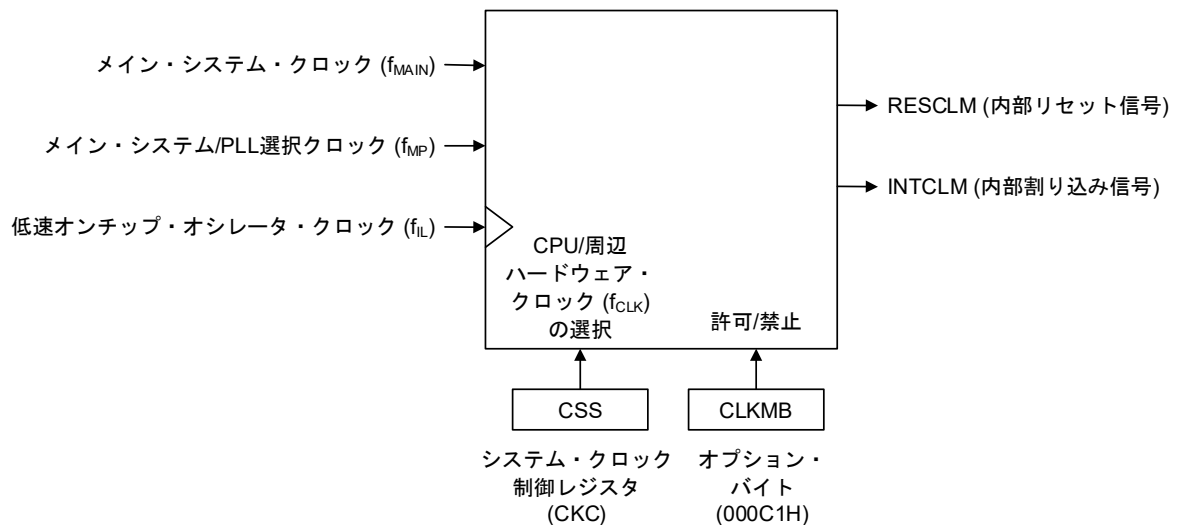 メイン・システム・クロック (fMAIN)
メイン・システム/PLL選択クロック (fMP)
低速オンチップ・オシレータ・クロック (fIL)
RESCLM (内部リセット信号)
INTCLM (内部割り込み信号)
CPU/周辺
ハードウェア・
クロック (fCLK)
の選択
許可/禁止
CSS
CLKMB
システム・クロック
制御レジスタ
(CKC)
オプション・
バイト
(000C1H)